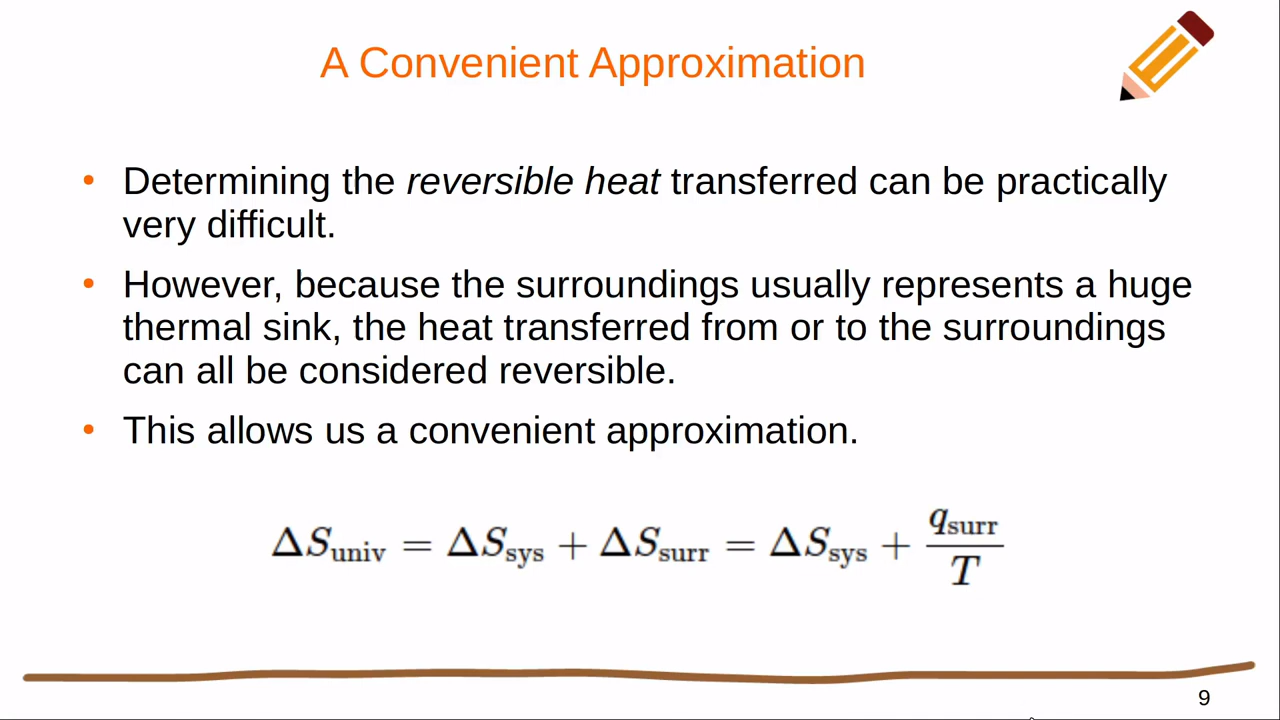 A Convenient Approximation
• Determining the reversible heat transferred can be practically
very difficult.
• However, because the surroundings usually represents a huge
thermal sink, the heat transferred from or to the surroundings
can all be considered reversible.
• This allows us a convenient approximation.
ΔS_univ = ΔS_sys + ΔS_surr = ΔS_sys + q_surr / T
9